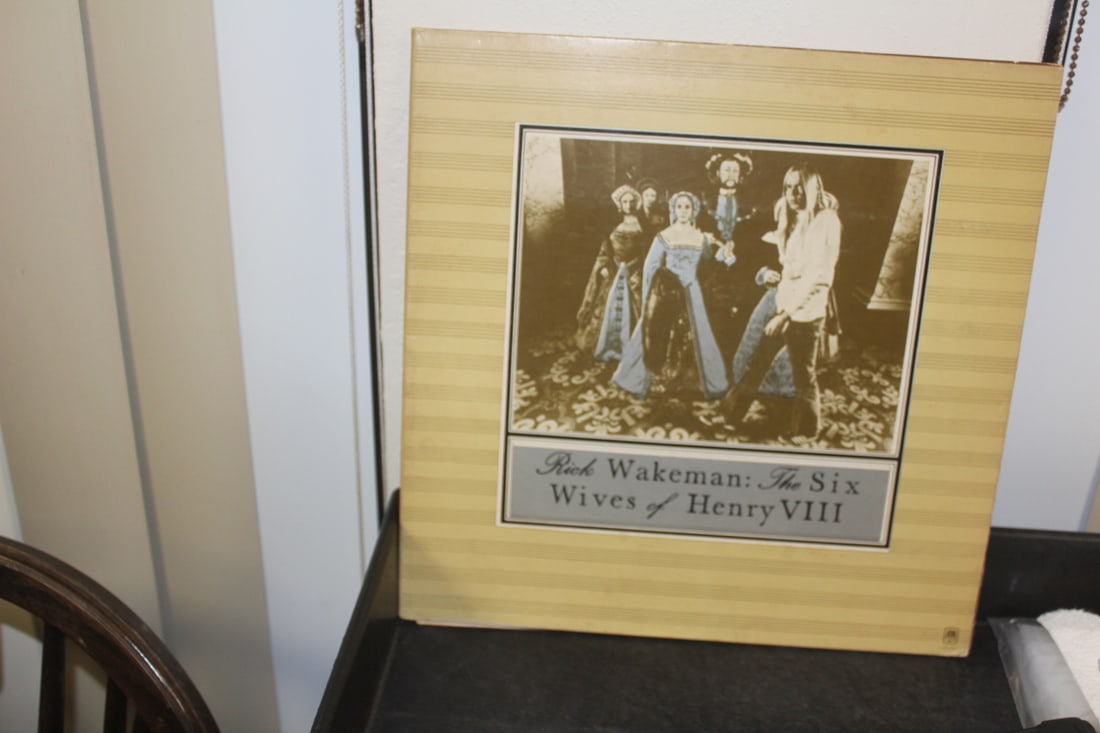 Rick Wakeman: The Six
Wives of Henry VIII